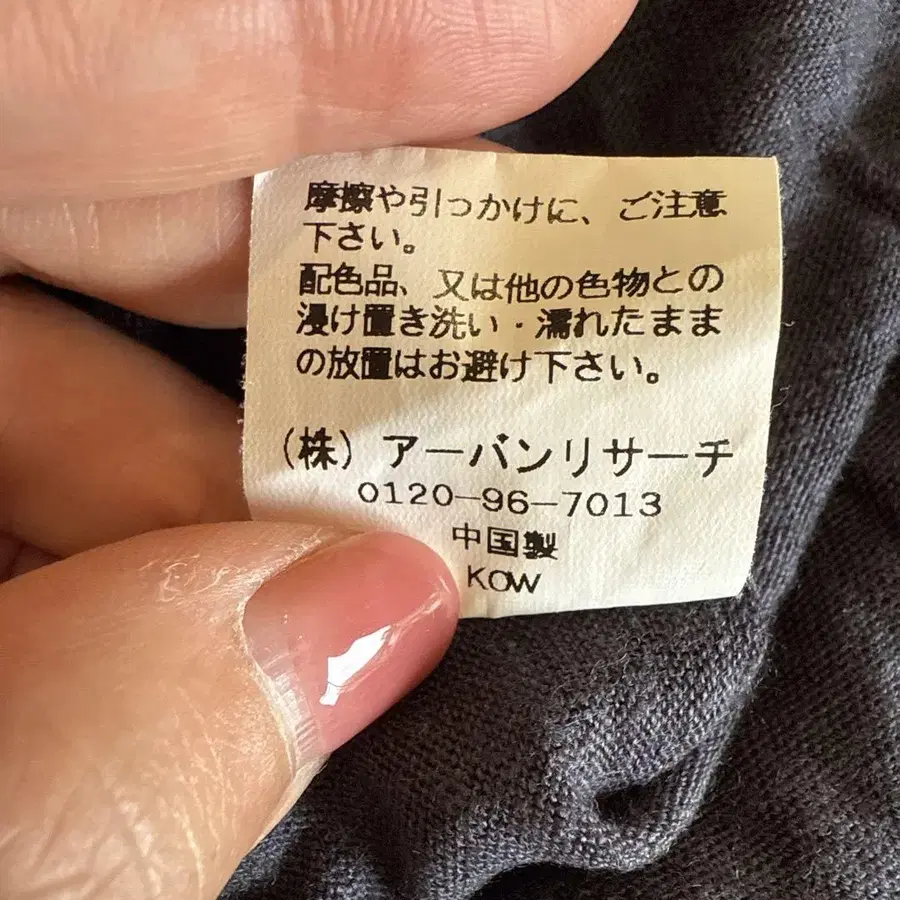 摩擦や引っかけに、ご注意
下さい。
配色品、又は他の色物との
浸け置き洗い・濡れたまま
の放置はお避け下さい。
(株)アーバンリサーチ
0120-96-7013
中国製
KOW